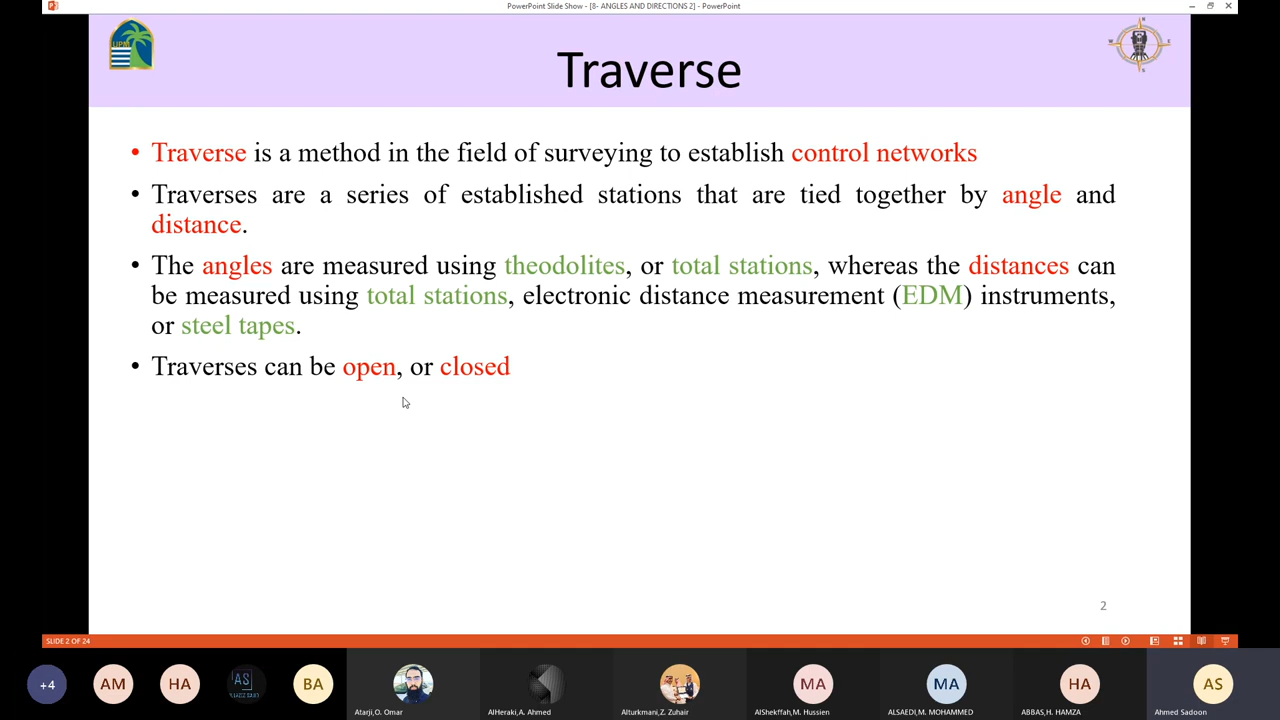 PowerPoint Slide Show - [8- ANGLES AND DIRECTIONS 2] - PowerPoint
UPM
Traverse
• Traverse is a method in the field of surveying to establish control networks
• Traverses are a series of established stations that are tied together by angle and
distance.
• The angles are measured using theodolites, or total stations, whereas the distances can
be measured using total stations, electronic distance measurement (EDM) instruments,
or steel tapes.
• Traverses can be open, or closed
2
SLIDE 2 OF 24
+4
AM
HA
AS
BA
MA
MA
HA
AS
Atarji,O. Omar
AlHeraki,A. Ahmed
Alturkmani,Z. Zuhair
AlShekffah,M. Hussien
ALSAEDI,M. MOHAMMED
ABBAS,H. HAMZA
Ahmed Sadoon